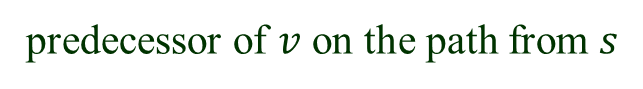 predecessor of v on the path from s